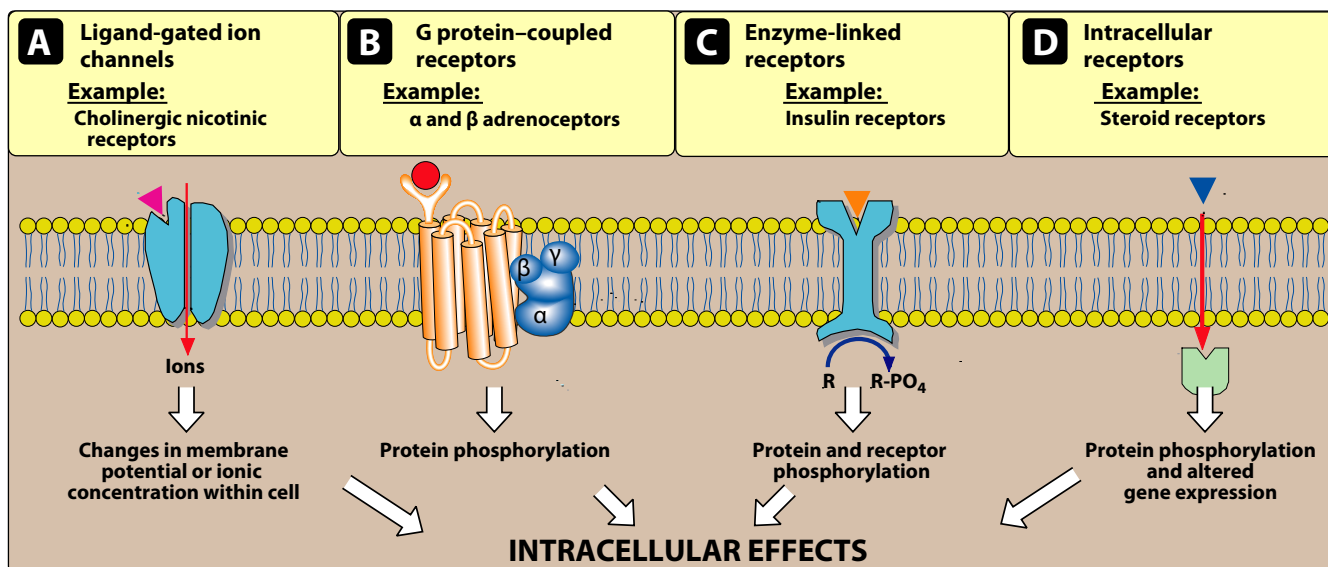 A
Ligand-gated ion
channels
Example:
Cholinergic nicotinic
receptors
B
G protein–coupled
receptors
Example:
α and β adrenoceptors
C
Enzyme-linked
receptors
Example:
Insulin receptors
D
Intracellular
receptors
Example:
Steroid receptors
β
γ
α
Ions
R
R-PO4
Changes in membrane
potential or ionic
concentration within cell
Protein phosphorylation
Protein and receptor
phosphorylation
Protein phosphorylation
and altered
gene expression
INTRACELLULAR EFFECTS